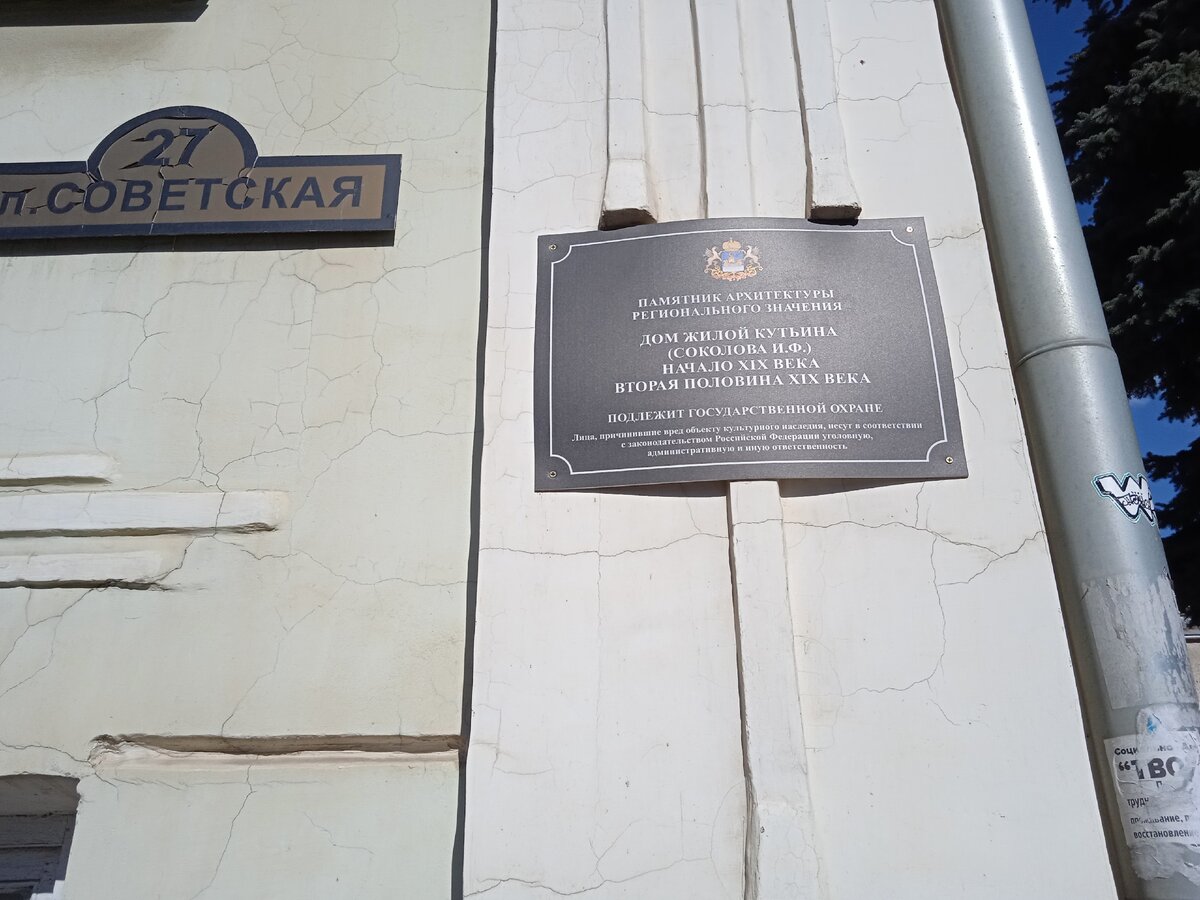 27
л. СОВЕТСКАЯ
ПАМЯТНИК АРХИТЕКТУРЫ
РЕГИОНАЛЬНОГО ЗНАЧЕНИЯ
ДОМ ЖИЛОЙ КУТЬИНА
(СОКОЛОВА И.Ф.)
НАЧАЛО XIX ВЕКА
ВТОРАЯ ПОЛОВИНА XIX ВЕКА
ПОДЛЕЖИТ ГОСУДАРСТВЕННОЙ ОХРАНЕ
Лица, причинившие вред объекту культурного наследия, несут в соответствии
с законодательством Российской Федерации уголовную,
административную и иную ответственность
W